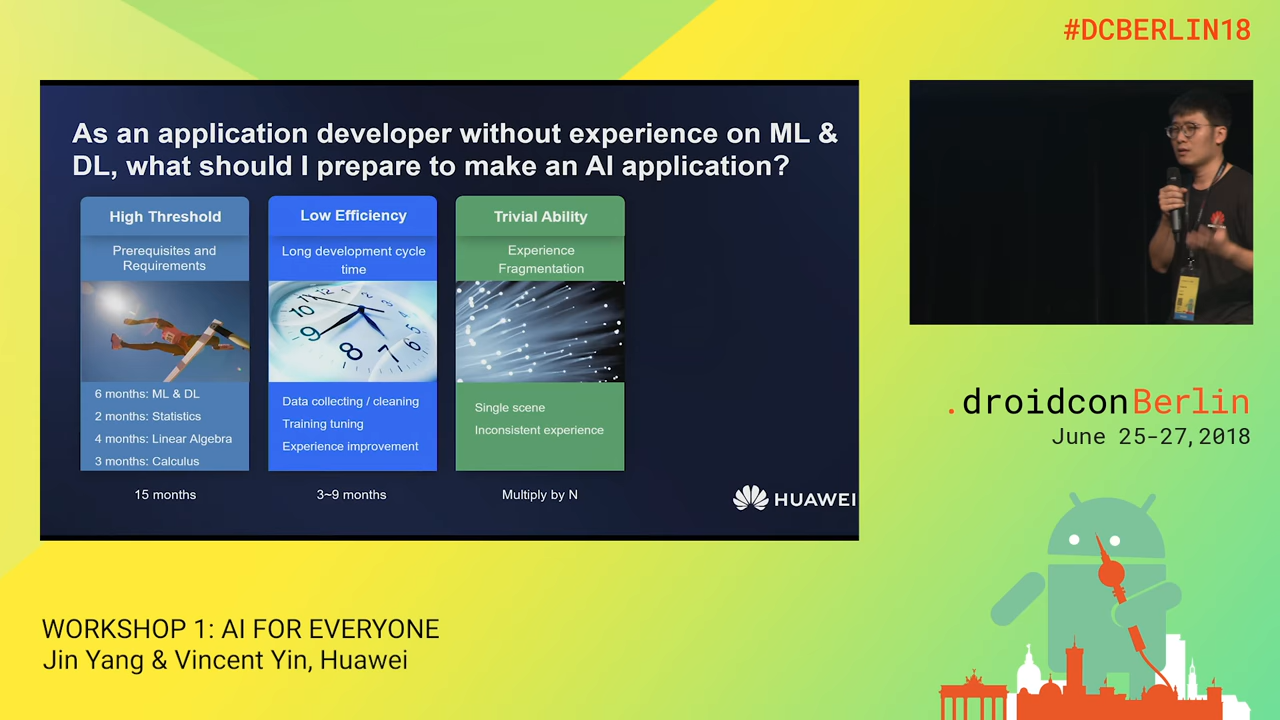 #DCBERLIN18
As an application developer without experience on ML &
DL, what should I prepare to make an AI application?
High Threshold
Prerequisites and
Requirements
6 months: ML & DL
2 months: Statistics
4 months: Linear Algebra
3 months: Calculus
15 months
Low Efficiency
Long development cycle
time
Data collecting / cleaning
Training tuning
Experience improvement
3~9 months
Trivial Ability
Experience
Fragmentation
Single scene
Inconsistent experience
Multiply by N
HUAWEI
.droidconBerlin
June 25-27, 2018
WORKSHOP 1: AI FOR EVERYONE
Jin Yang & Vincent Yin, Huawei